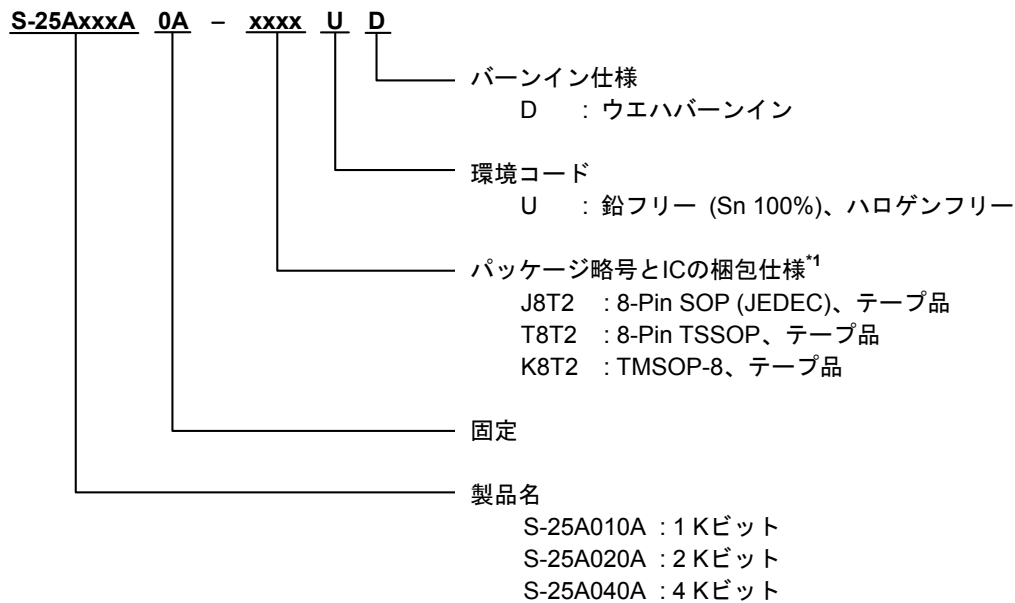 S-25AxxxA 0A − xxxx U D
バーンイン仕様
D : ウエハバーンイン
環境コード
U : 鉛フリー (Sn 100%)、ハロゲンフリー
パッケージ略号とICの梱包仕様*1
J8T2 : 8-Pin SOP (JEDEC)、テープ品
T8T2 : 8-Pin TSSOP、テープ品
K8T2 : TMSOP-8、テープ品
固定
製品名
S-25A010A : 1 Kビット
S-25A020A : 2 Kビット
S-25A040A : 4 Kビット